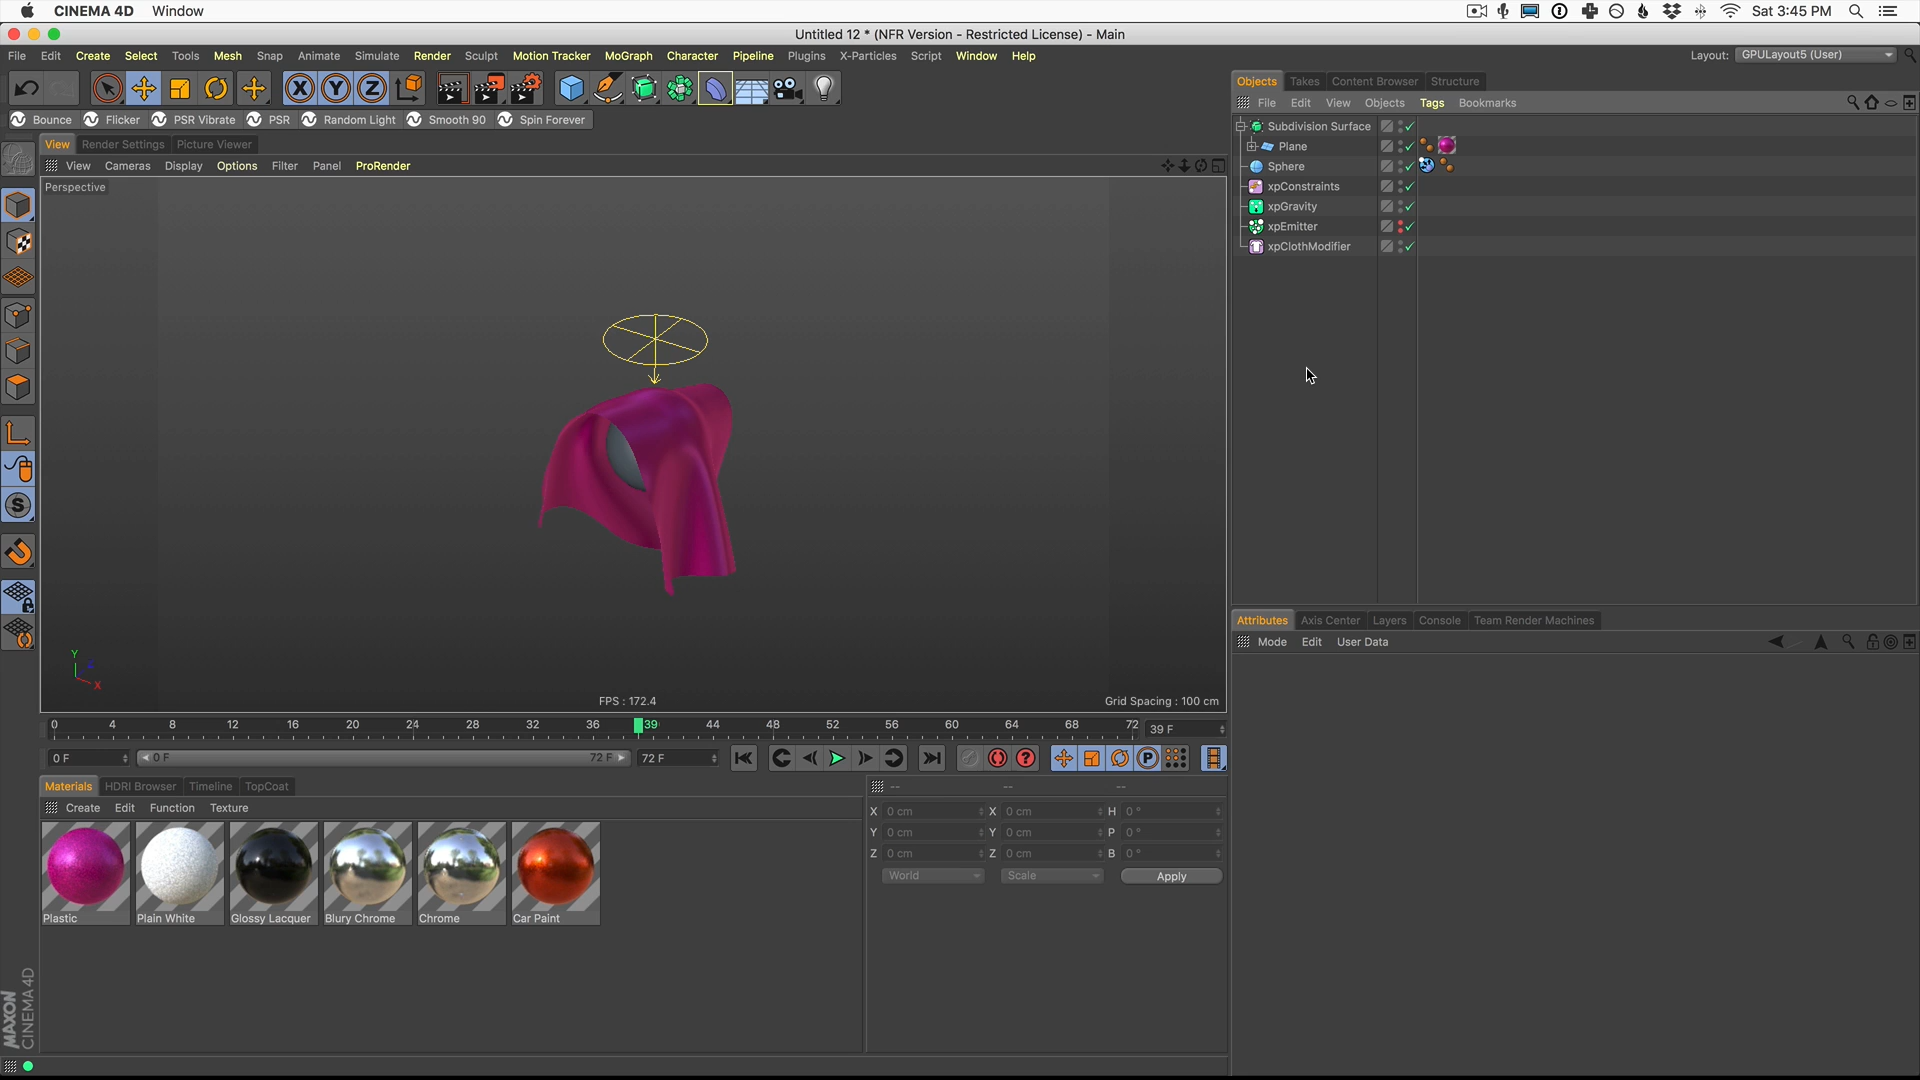 CINEMA 4D Window Sat 3:45 PM
Untitled 12 * (NFR Version - Restricted License) - Main
File Edit Create Select Tools Mesh Snap Animate Simulate Render Sculpt Motion Tracker MoGraph Character Pipeline Plugins X-Particles Script Window Help Layout: GPULayout5 (User)
X Y Z
Objects Takes Content Browser Structure
File Edit View Objects Tags Bookmarks
Bounce Flicker PSR Vibrate PSR Random Light Smooth 90 Spin Forever
View Render Settings Picture Viewer
View Cameras Display Options Filter Panel ProRender
Perspective
Subdivision Surface
Plane
Sphere
xpConstraints
xpGravity
xpEmitter
xpClothModifier
S
Y
Z
X
FPS : 172.4 Grid Spacing : 100 cm
Attributes Axis Center Layers Console Team Render Machines
Mode Edit User Data
0 4 8 12 16 20 24 28 32 36 39 44 48 52 56 60 64 68 72 39 F
0 F 0 F 72 F 72 F ? P
Materials HDRI Browser Timeline TopCoat
Create Edit Function Texture
Plastic Plain White Glossy Lacquer Blury Chrome Chrome Car Paint
-- -- --
X 0 cm X 0 cm H 0 °
Y 0 cm Y 0 cm P 0 °
Z 0 cm Z 0 cm B 0 °
World Scale Apply
MAXON
CINEMA 4D